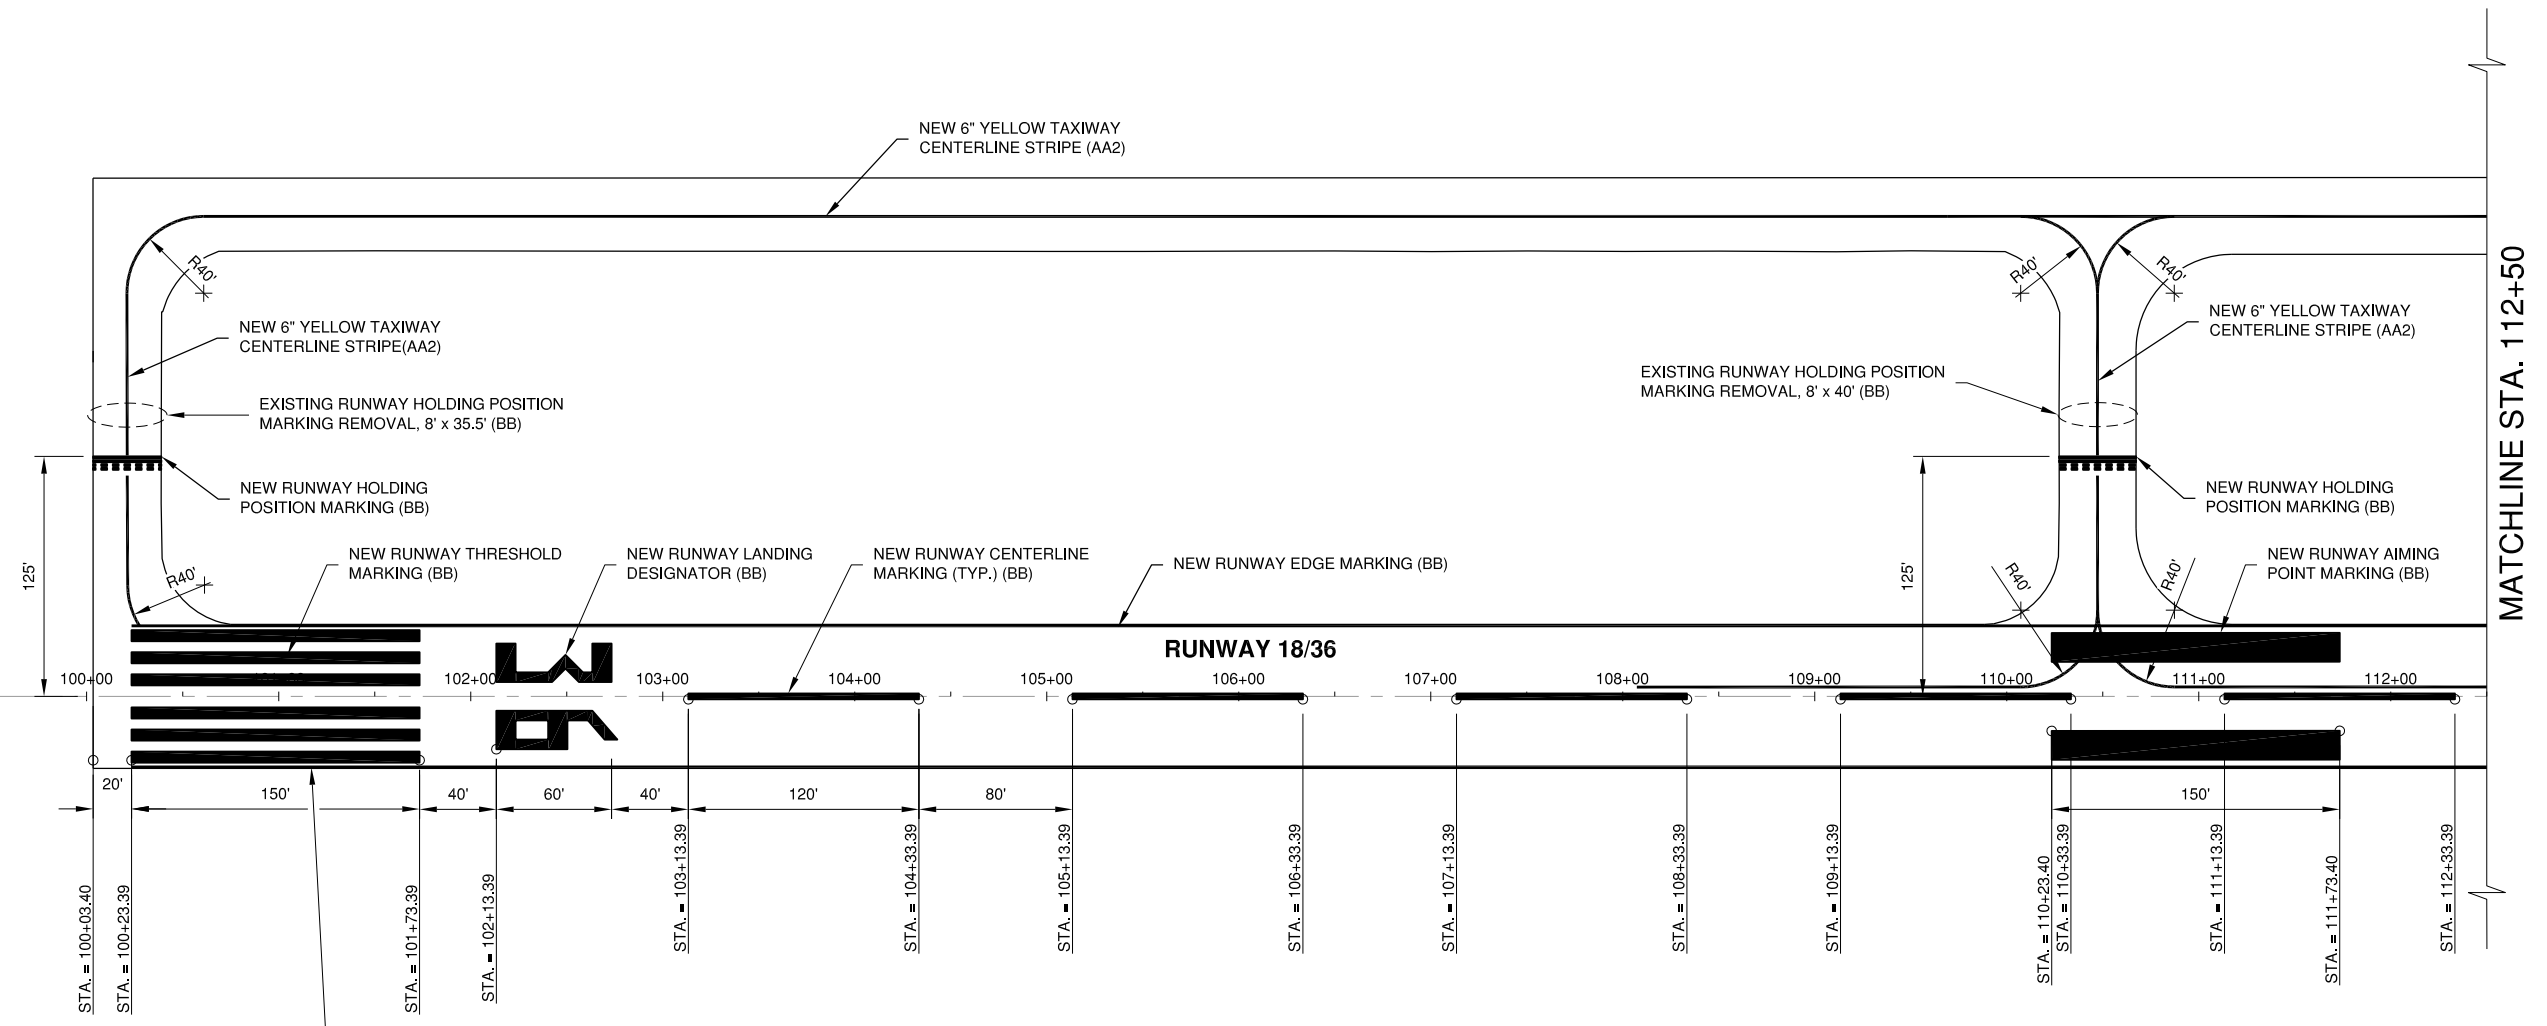 NEW 6" YELLOW TAXIWAY
CENTERLINE STRIPE (AA2)
R40'
R40'
R40'
NEW 6" YELLOW TAXIWAY
CENTERLINE STRIPE(AA2)
NEW 6" YELLOW TAXIWAY
CENTERLINE STRIPE (AA2)
EXISTING RUNWAY HOLDING POSITION
MARKING REMOVAL, 8' x 35.5' (BB)
EXISTING RUNWAY HOLDING POSITION
MARKING REMOVAL, 8' x 40' (BB)
MATCHLINE STA. 112+50
NEW RUNWAY HOLDING
POSITION MARKING (BB)
NEW RUNWAY HOLDING
POSITION MARKING (BB)
125'
R40'
NEW RUNWAY THRESHOLD
MARKING (BB)
NEW RUNWAY LANDING
DESIGNATOR (BB)
NEW RUNWAY CENTERLINE
MARKING (TYP.) (BB)
NEW RUNWAY EDGE MARKING (BB)
125'
R40'
R40'
NEW RUNWAY AIMING
POINT MARKING (BB)
RUNWAY 18/36
36
100+00
102+00
103+00
104+00
105+00
106+00
107+00
108+00
109+00
110+00
111+00
112+00
20'
150'
40'
60'
40'
120'
80'
150'
STA. = 100+03.40
STA. = 100+23.39
STA. = 101+73.39
STA. = 102+13.39
STA. = 103+13.39
STA. = 104+33.39
STA. = 105+13.39
STA. = 106+33.39
STA. = 107+13.39
STA. = 108+33.39
STA. = 109+13.39
STA. = 110+23.40
STA. = 110+33.39
STA. = 111+13.39
STA. = 111+73.40
STA. = 112+33.39